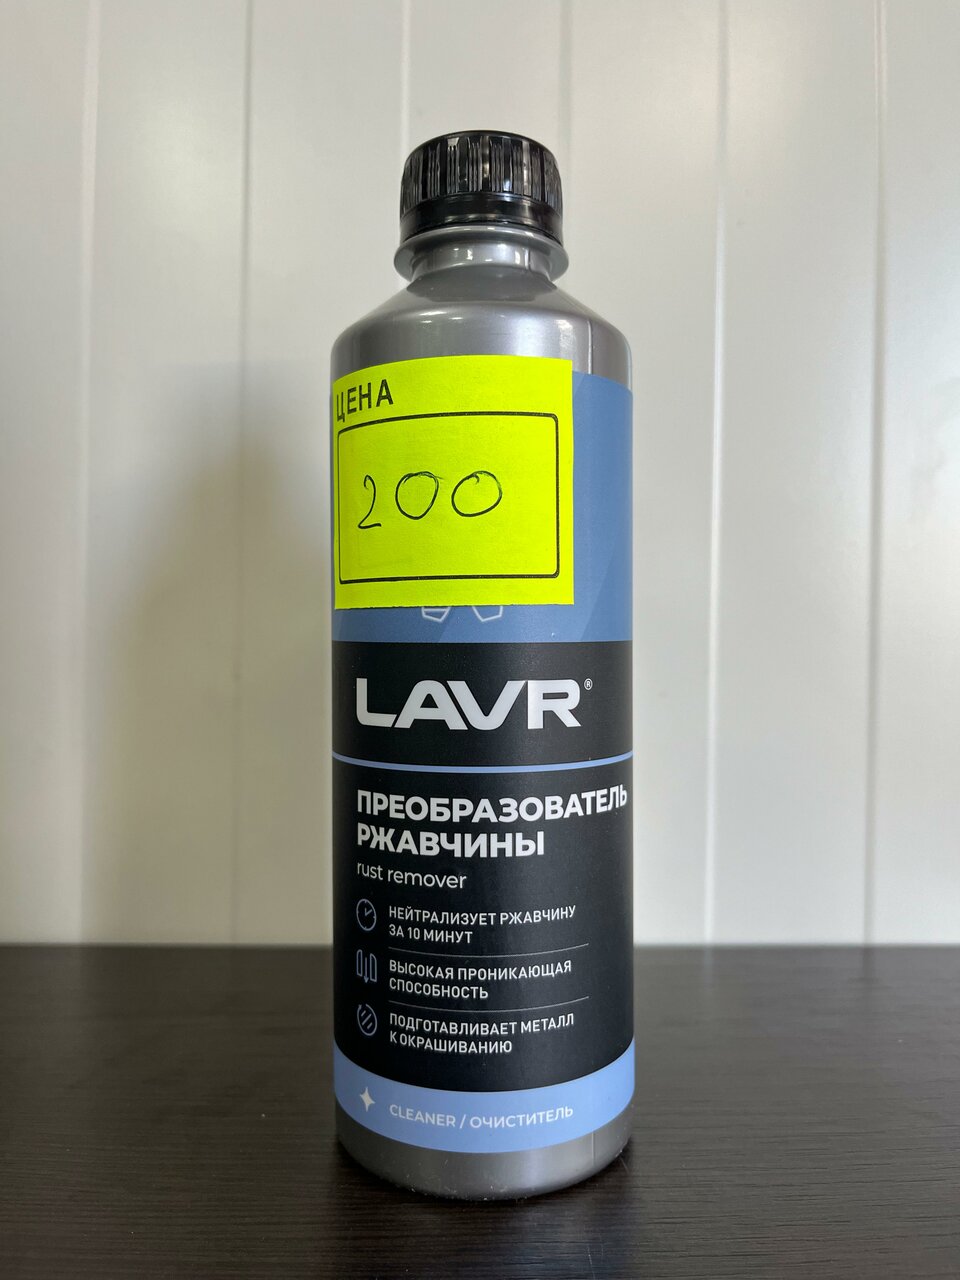 ЦЕНА
200
LAVR®
ПРЕОБРАЗОВАТЕЛЬ
РЖАВЧИНЫ
rust remover
НЕЙТРАЛИЗУЕТ РЖАВЧИНУ
ЗА 10 МИНУТ
ВЫСОКАЯ ПРОНИКАЮЩАЯ
СПОСОБНОСТЬ
ПОДГОТАВЛИВАЕТ МЕТАЛЛ
К ОКРАШИВАНИЮ
CLEANER / ОЧИСТИТЕЛЬ